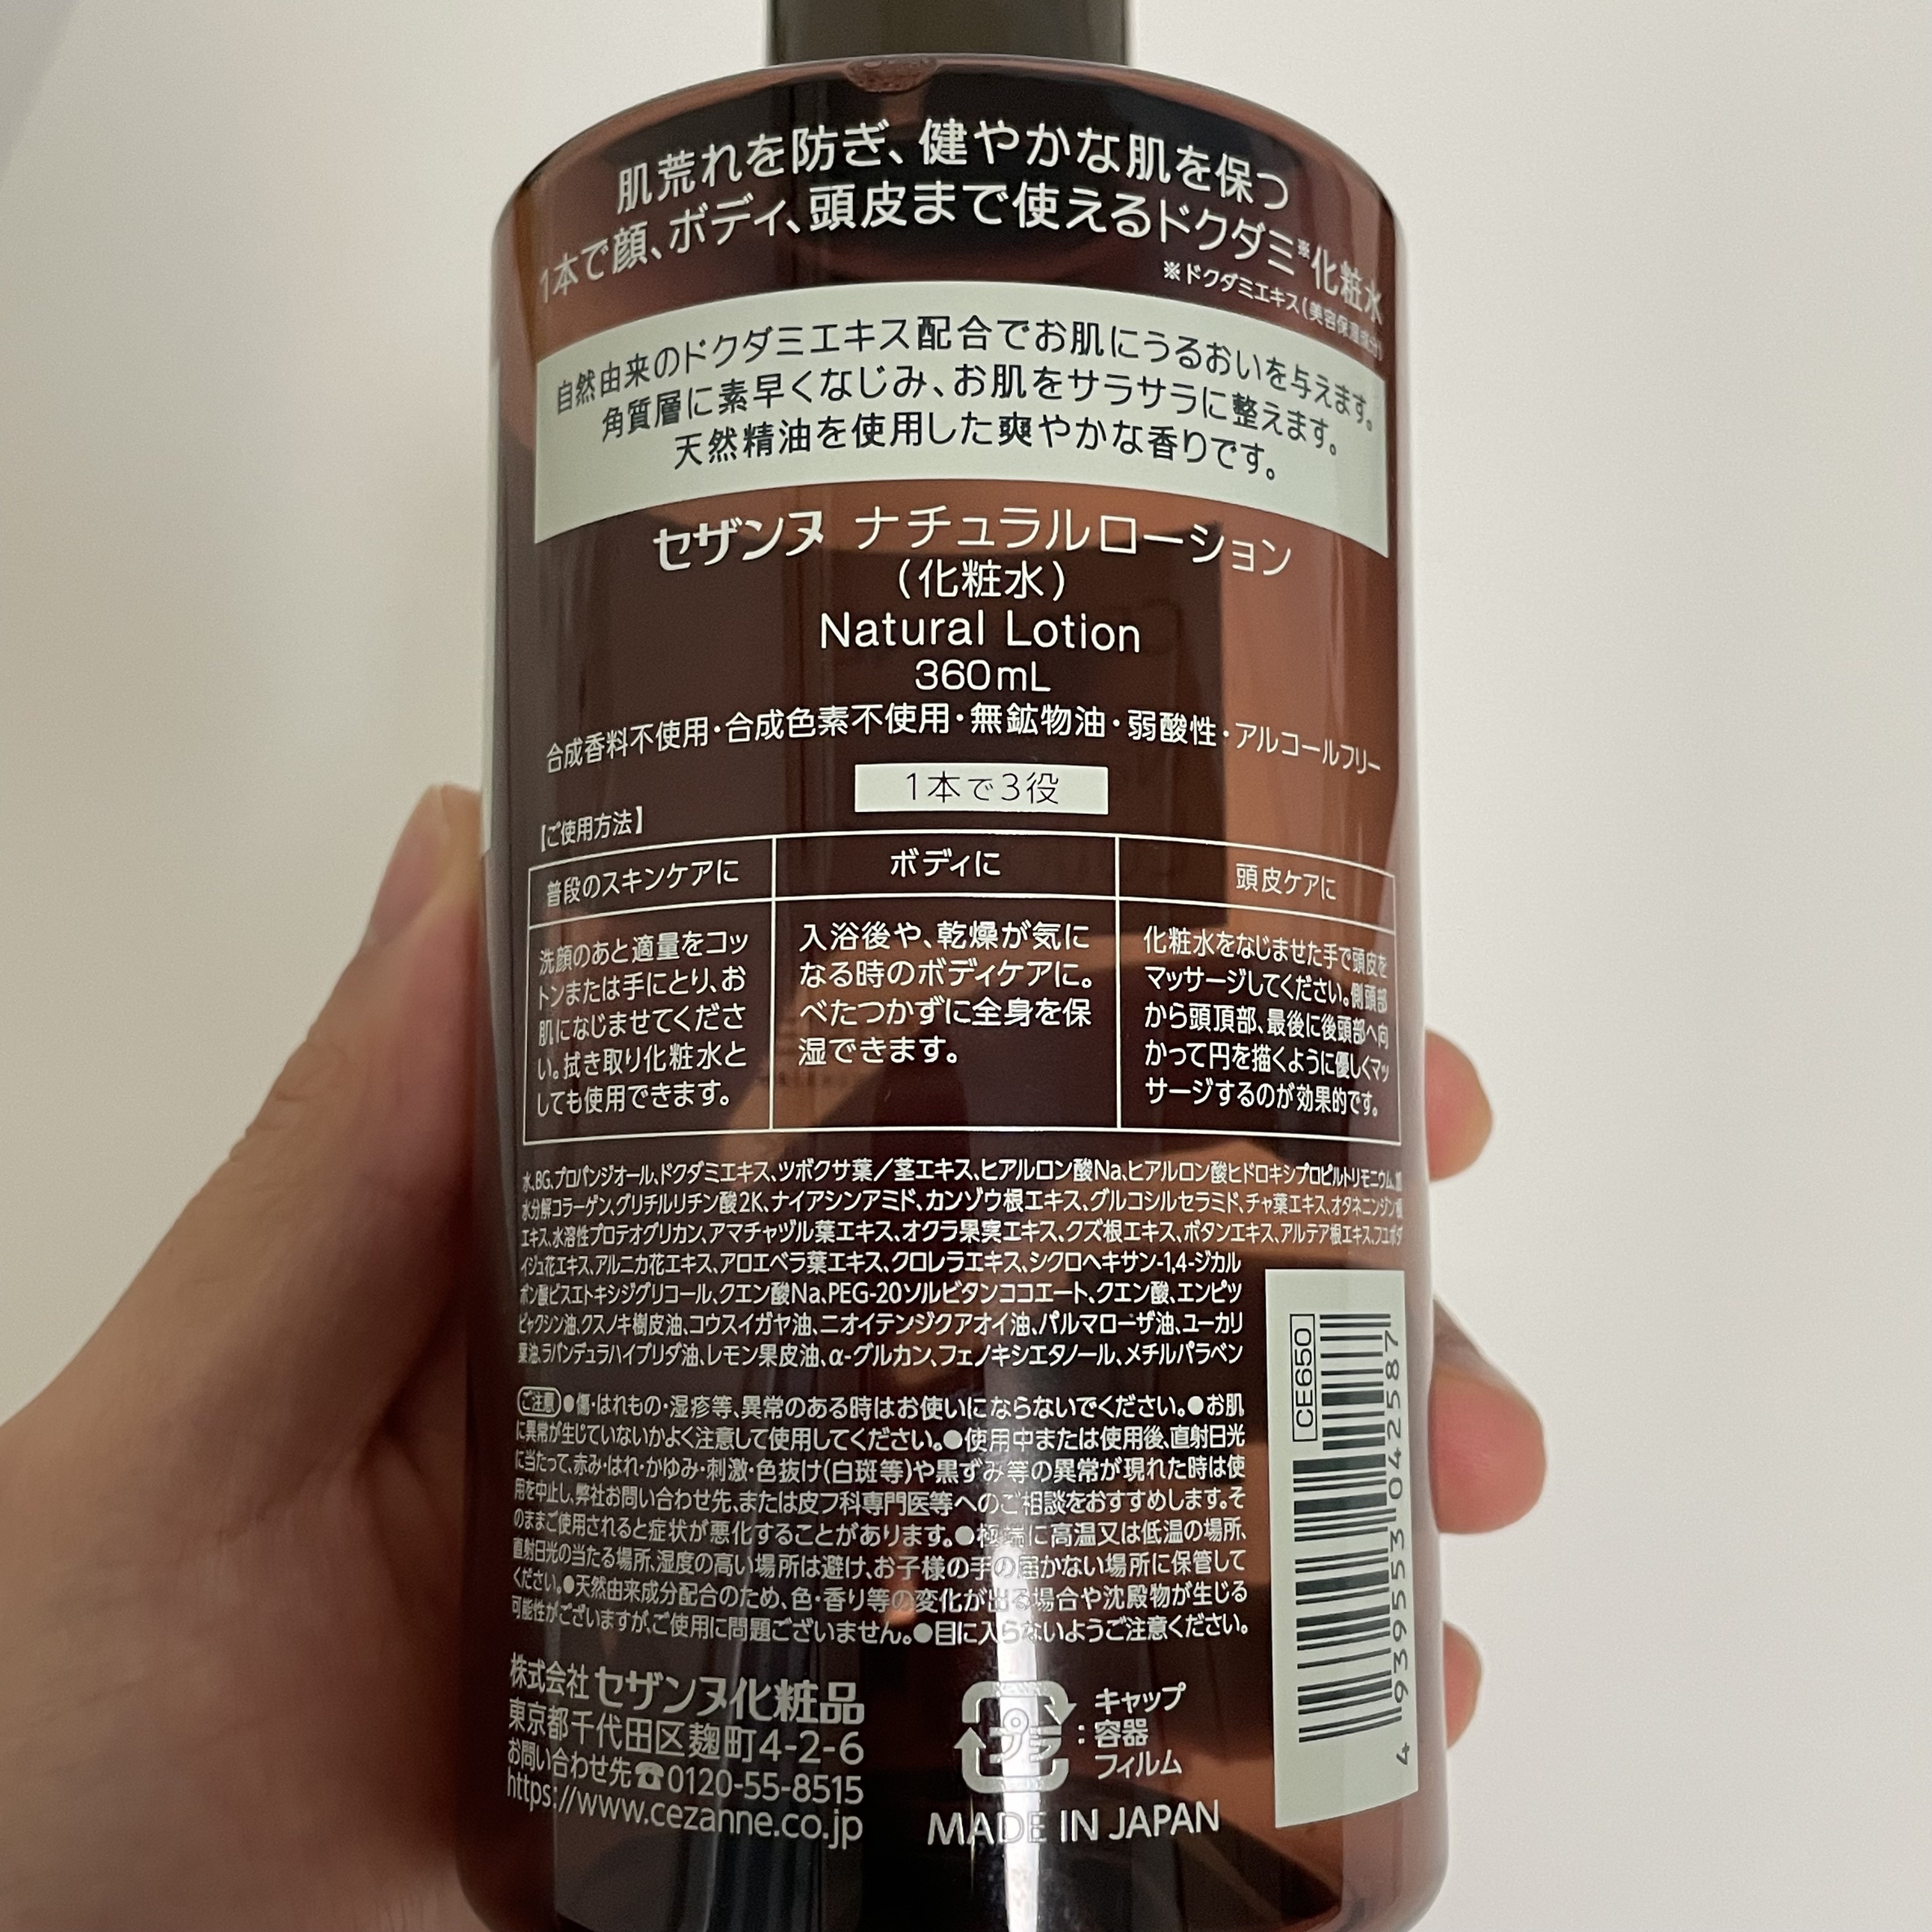 肌荒れを防ぎ、健やかな肌を保つ
1本で顔、ボディ、頭皮まで使えるドクダミ※化粧水
※ドクダミエキス(美容保湿成分)
自然由来のドクダミエキス配合でお肌にうるおいを与えます。
角質層に素早くなじみ、お肌をサラサラに整えます。
天然精油を使用した爽やかな香りです。
セザンヌ ナチュラルローション
(化粧水)
Natural Lotion
360mL
合成香料不使用・合成色素不使用・無鉱物油・弱酸性・アルコールフリー
1本で3役
【ご使用方法】
普段のスキンケアに
洗顔のあと適量をコッ
トンまたは手にとり、お
肌になじませてくださ
い。拭き取り化粧水と
しても使用できます。
ボディに
入浴後や、乾燥が気に
なる時のボディケアに。
べたつかずに全身を保
湿できます。
頭皮ケアに
化粧水をなじませた手で頭皮を
マッサージしてください。側頭部
から頭頂部、最後に後頭部へ向
かって円を描くように優しくマッ
サージするのが効果的です。
水、BG、プロパンジオール、ドクダミエキス、ツボクサ葉/茎エキス、ヒアルロン酸Na、ヒアルロン酸ヒドロキシプロピルトリモニウム、
水分解コラーゲン、グリチルリチン酸2K、ナイアシンアミド、カンゾウ根エキス、グルコシルセラミド、チャ葉エキス、オタネニンジン根
エキス、水溶性プロテオグリカン、アマチャヅル葉エキス、オクラ果実エキス、クズ根エキス、ボタンエキス、アルテア根エキス、フユボダ
イジュ花エキス、アルニカ花エキス、アロエベラ葉エキス、クロレラエキス、シクロヘキサン-1,4-ジカル
ボン酸ビスエトキシジグリコール、クエン酸Na、PEG-20ソルビタンココエート、クエン酸、エンピツ
ビャクシン油、クスノキ樹皮油、コウスイガヤ油、ニオイテンジクアオイ油、パルマローザ油、ユーカリ
葉油、ラバンデュラハイブリダ油、レモン果皮油、α-グルカン、フェノキシエタノール、メチルパラベン
ご注意 ●傷・はれもの・湿疹等、異常のある時はお使いにならないでください。●お肌
に異常が生じていないかよく注意して使用してください。●使用中または使用後、直射日光
に当たって、赤み・はれ・かゆみ・刺激・色抜け(白斑等)や黒ずみ等の異常が現れた時は使
用を中止し、弊社お問い合わせ先、または皮フ科専門医等へのご相談をおすすめします。そ
のままご使用されると症状が悪化することがあります。●極端に高温又は低温の場所、
直射日光の当たる場所、湿度の高い場所は避け、お子様の手の届かない場所に保管して
ください。●天然由来成分配合のため、色・香り等の変化が出る場合や沈殿物が生じる
可能性がございますが、ご使用に問題ございません。●目に入らないようご注意ください。
株式会社 セザンヌ化粧品
東京都千代田区麹町4-2-6
お問い合わせ先☎0120-55-8515
https://www.cezanne.co.jp
プラ : キャップ
容器
フィルム
MADE IN JAPAN
CE650
4 939553 042587